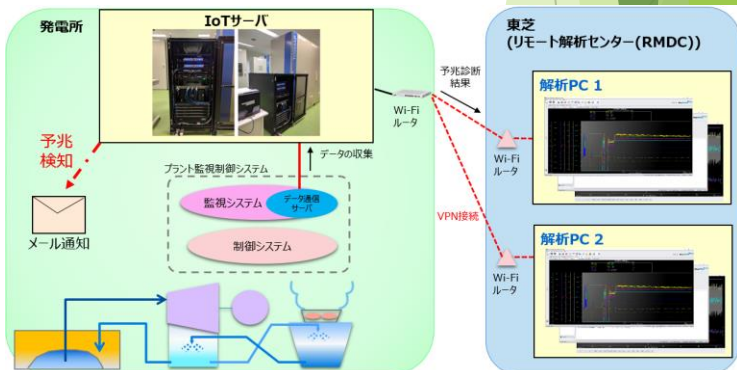 発電所
IoTサーバ
予兆
検知
メール通知
データの収集
プラント監視制御システム
監視システム
データ通信
サーバ
制御システム
Wi-Fi
ルータ
予兆診断
結果
VPN接続
東芝
(リモート解析センター(RMDC))
解析PC 1
Wi-Fi
ルータ
解析PC 2
Wi-Fi
ルータ